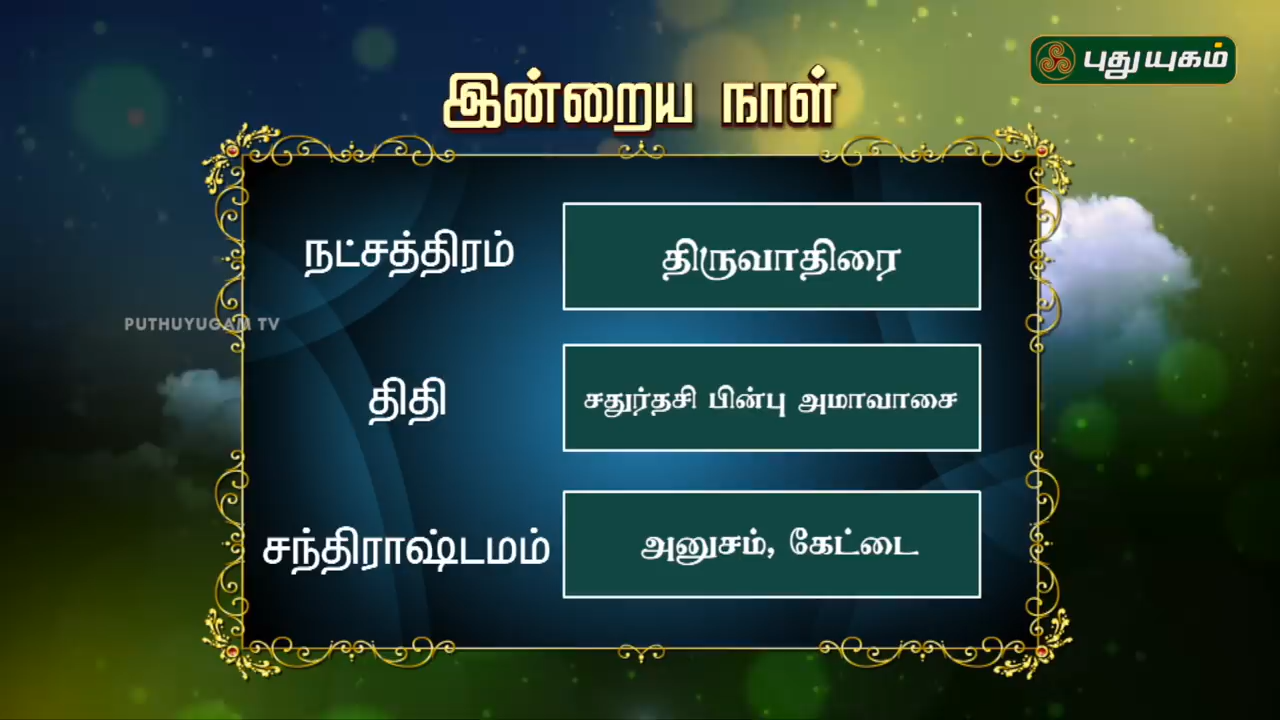 புதுயுகம்
இன்றைய நாள்
நட்சத்திரம் திருவாதிரை
PUTHUYUGAM TV
திதி சதுர்தசி பின்பு அமாவாசை
சந்திராஷ்டமம் அனுசம், கேட்டை